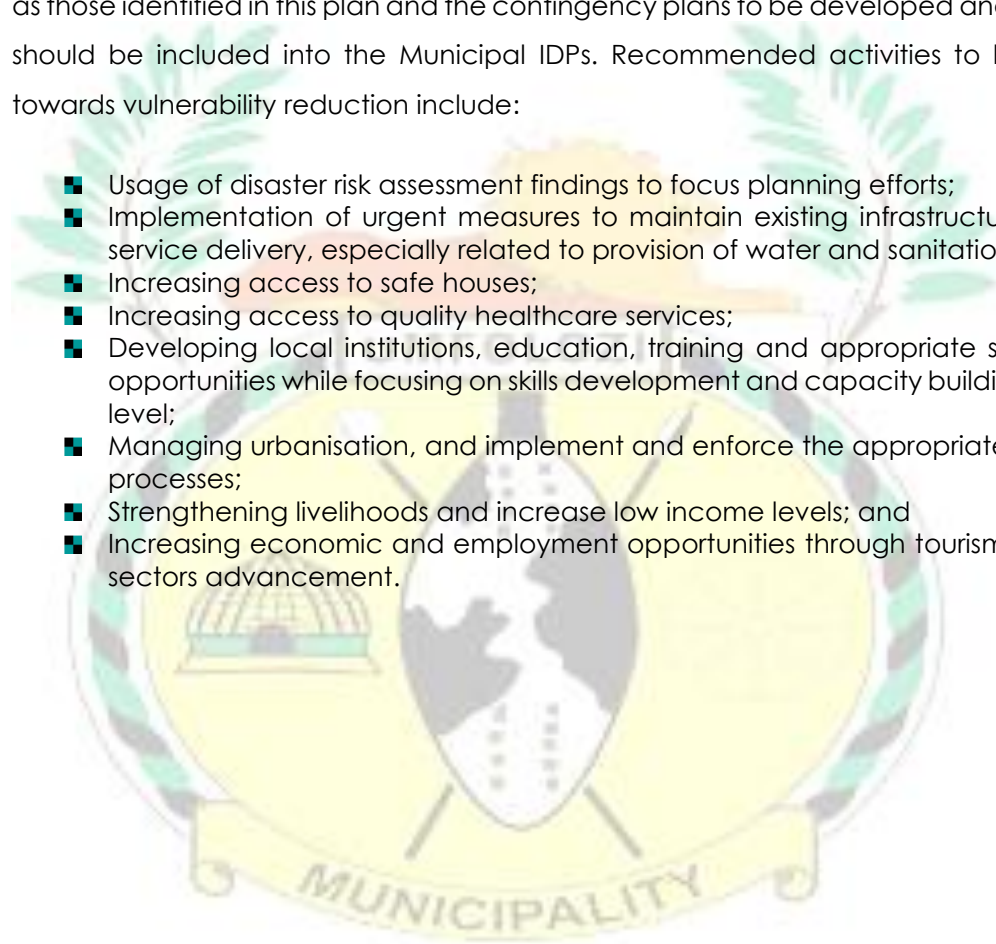 as those identified in this plan and the contingency plans to be developed and
should be included into the Municipal IDPs. Recommended activities to
towards vulnerability reduction include:
Usage of disaster risk assessment findings to focus planning efforts;
Implementation of urgent measures to maintain existing
service delivery, especially related to provision of water and
Increasing access to safe houses;
Increasing access to quality healthcare services;
Developing local institutions, education, training and appropriate
opportunities while focusing on skills development and capacity
level;
Managing urbanisation, and implement and enforce the appropriate
processes;
Strengthening livelihoods and increase low income levels; and
Increasing economic and employment opportunities through tourism
sectors advancement.
MUNICIPALITY